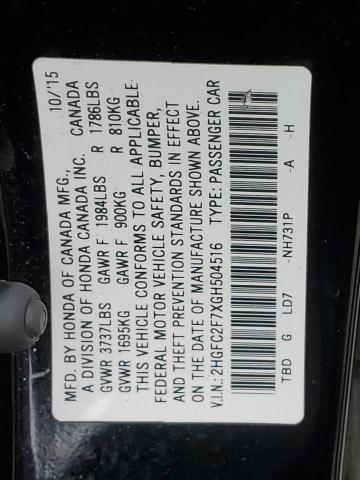 MFD. BY HONDA OF CANADA MFG., 10/15
A DIVISION OF HONDA CANADA INC. CANADA
GVWR 3737LBS GAWR F 1984LBS R 1786LBS
GVWR 1695KG GAWR F 900KG R 810KG
THIS VEHICLE CONFORMS TO ALL APPLICABLE
FEDERAL MOTOR VEHICLE SAFETY, BUMPER,
AND THEFT PREVENTION STANDARDS IN EFFECT
ON THE DATE OF MANUFACTURE SHOWN ABOVE.
V.I.N.: 2HGFC2F7XGH504516 TYPE: PASSENGER CAR
TBD G LD7 -NH731P -A -H